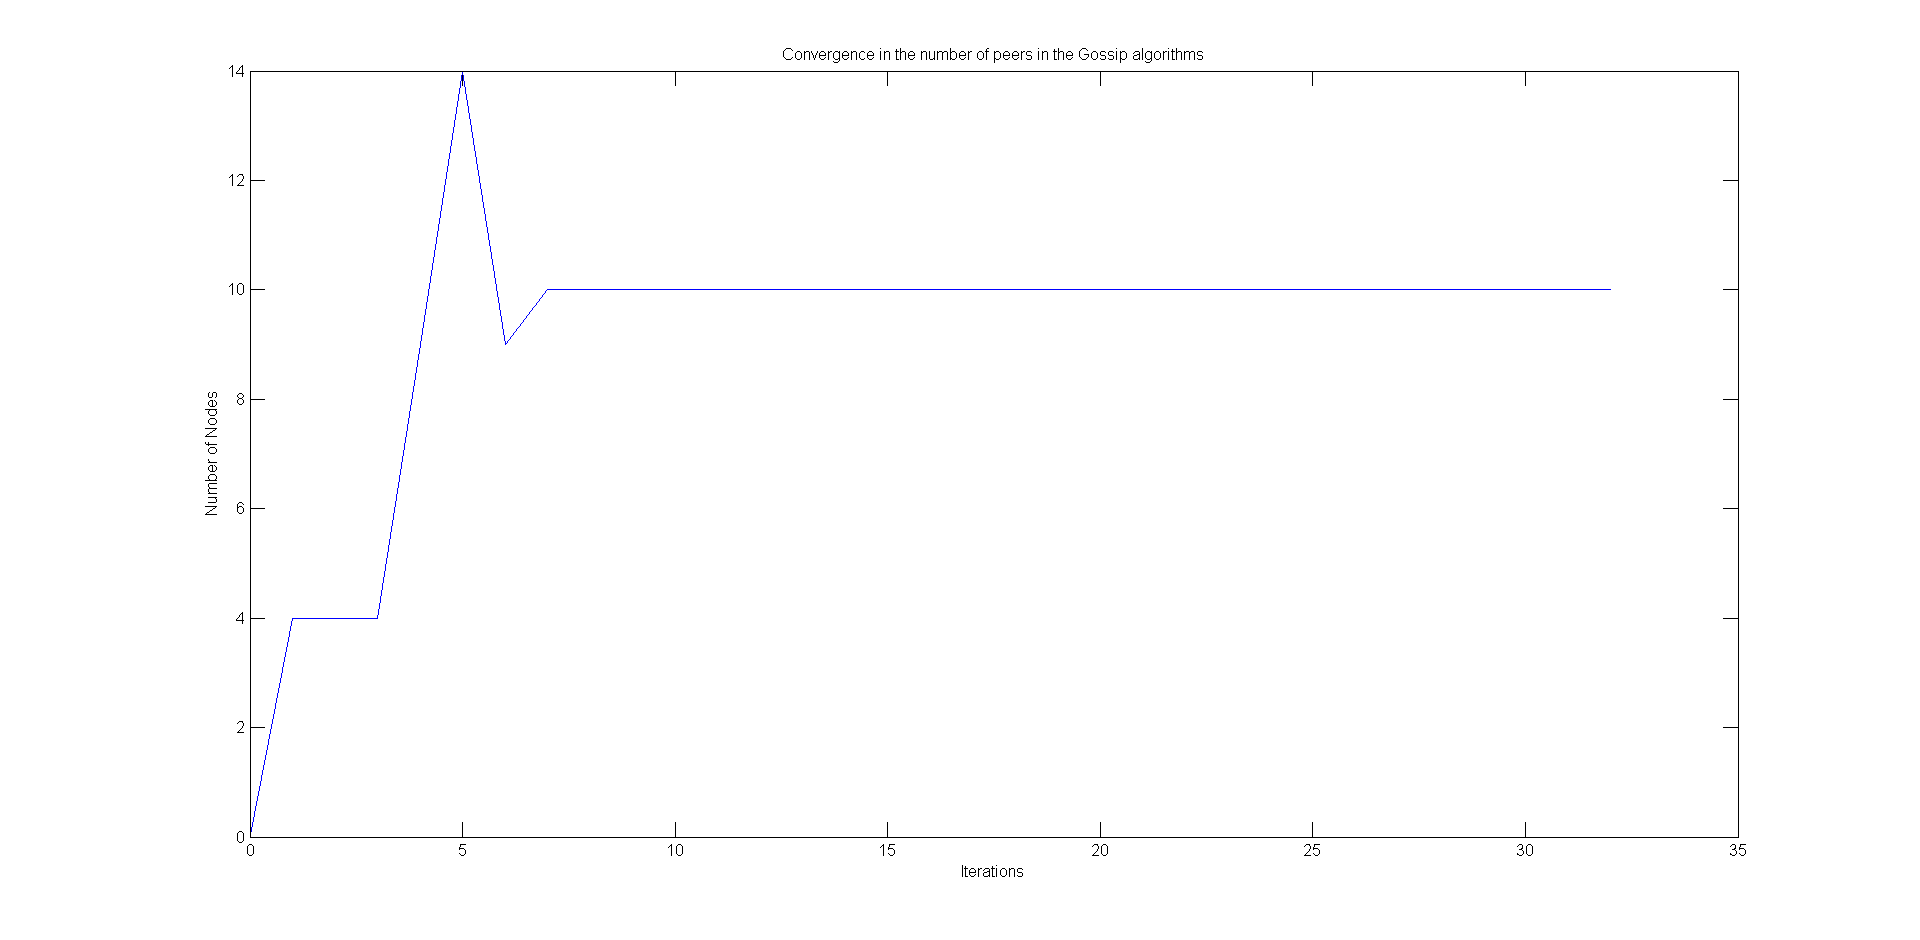 Convergence in the number of peers in the Gossip algorithms
14
12
10
8
6
4
2
0
Number of Nodes
0 5 10 15 20 25 30 35
Iterations